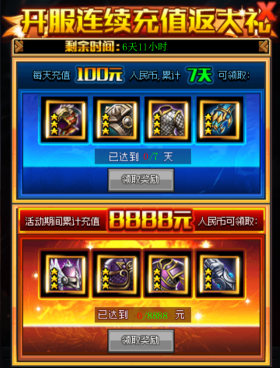 开服连续充值返大礼
剩余时间：6天11小时
每天充值 100元 人民币，累计 7天 可领取：
已达到 /7 天
领取奖励
活动期间累计充值 8888元 人民币可领取：
已达到 /8888 元
领取奖励